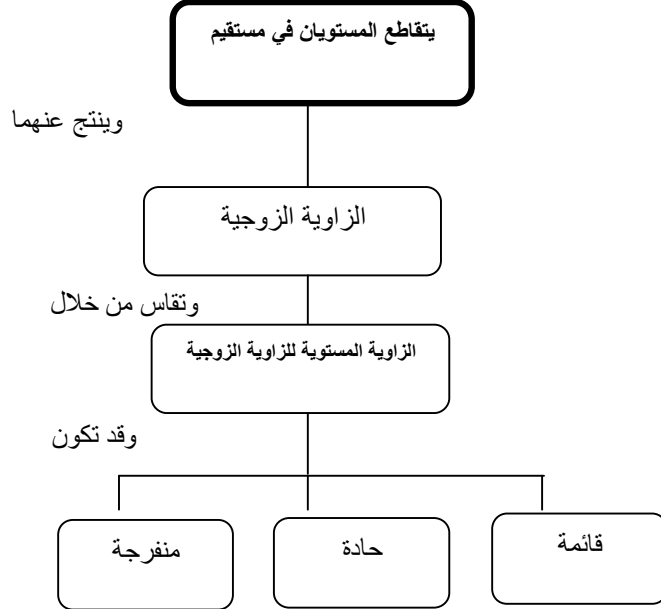 يتقاطع المستويان في مستقيم
وينتج عنهما
الزاوية الزوجية
وتقاس من خلال
الزاوية المستوية للزاوية الزوجية
وقد تكون
قائمة
حادة
منفرجة